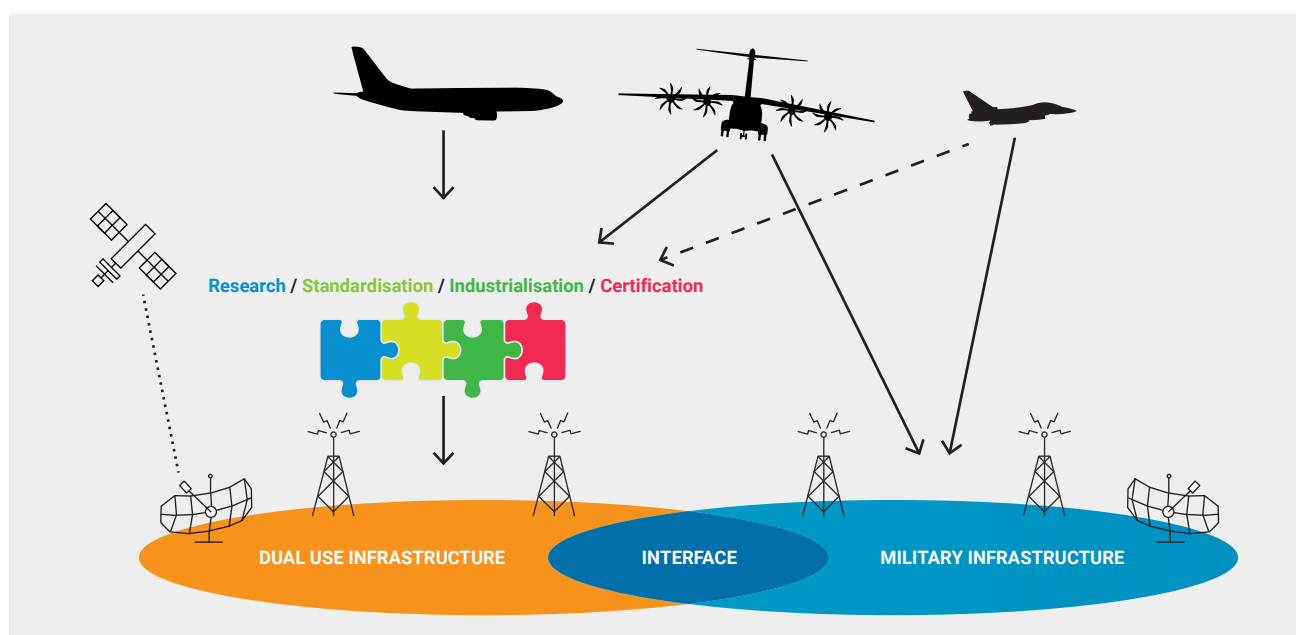 Research / Standardisation / Industrialisation / Certification
DUAL USE INFRASTRUCTURE
INTERFACE
MILITARY INFRASTRUCTURE